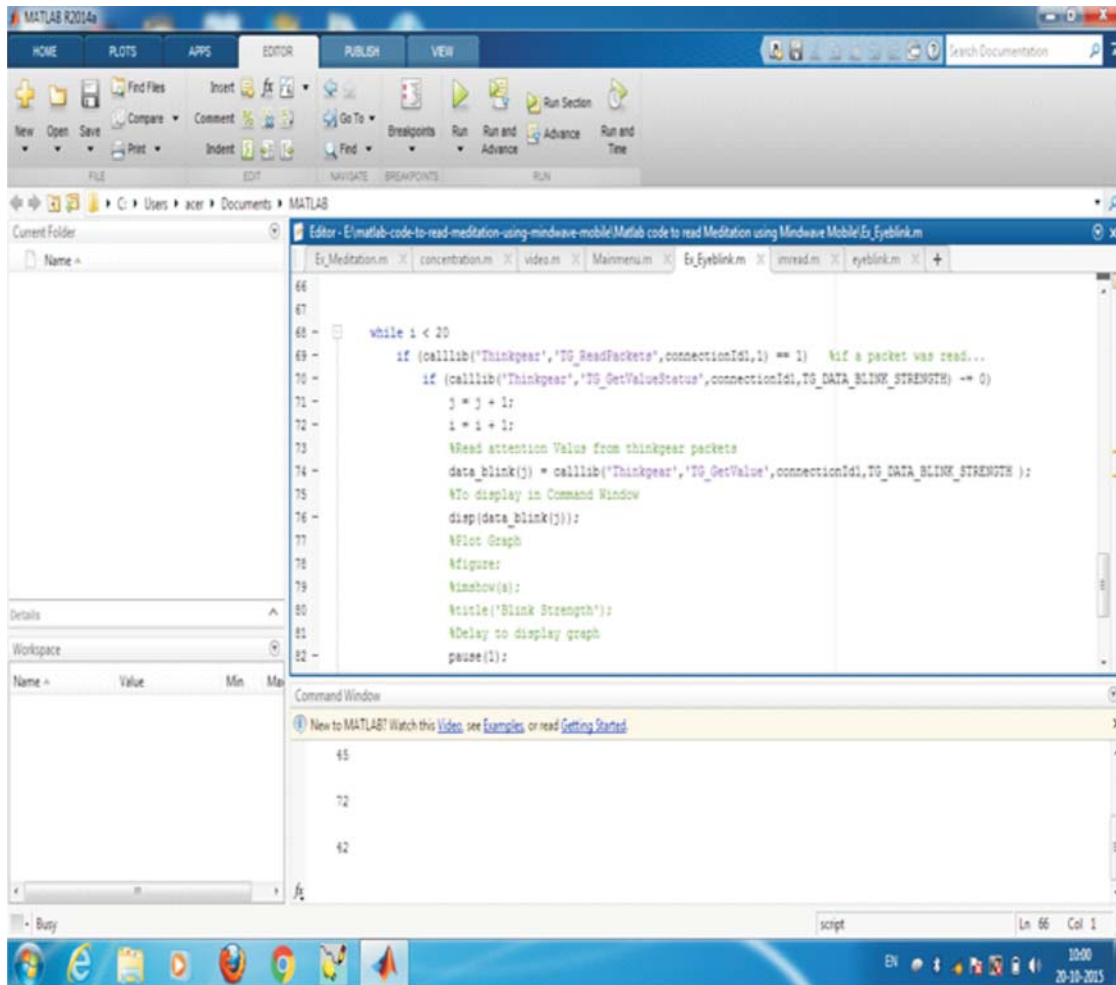 MATLAB R2014a
HOME PLOTS APPS EDITOR PUBLISH VIEW Search Documentation
Find Files Insert fx
New Open Save Compare Comment Go To Breakpoints Run Run and Advance Run Section Advance Run and Time
Print Indent Find
FILE EDIT NAVIGATE BREAKPOINTS RUN
C: Users acer Documents MATLAB
Current Folder
Name
Editor - E:\matlab-code-to-read-meditation-using-mindwave-mobile\Matlab code to read Meditation using Mindwave Mobile\Ex_Eyeblink.m
Ex_Meditation.m concentration.m video.m Mainmenu.m Ex_Eyeblink.m imread.m eyeblink.m +
66
67
68 - while i < 20
69 - if (calllib('Thinkgear','TG_ReadPackets',connectionId1,1) == 1) %if a packet was read...
70 - if (calllib('Thinkgear','TG_GetValueStatus',connectionId1,TG_DATA_BLINK_STRENGTH) ~= 0)
71 - j = j + 1;
72 - i = i + 1;
73 %Read attention Valus from thinkgear packets
74 - data_blink(j) = calllib('Thinkgear','TG_GetValue',connectionId1,TG_DATA_BLINK_STRENGTH );
75 %To display in Command Window
76 - disp(data_blink(j));
77 %Plot Graph
78 %figure;
79 %imshow(a);
80 %title('Blink Strength');
81 %Delay to display graph
82 - pause(1);
Details
Workspace
Name Value Min Max
Command Window
New to MATLAB? Watch this Video, see Examples, or read Getting Started.
45
72
42
fx
Busy script Ln 66 Col 1
EN 10:00
20-10-2015